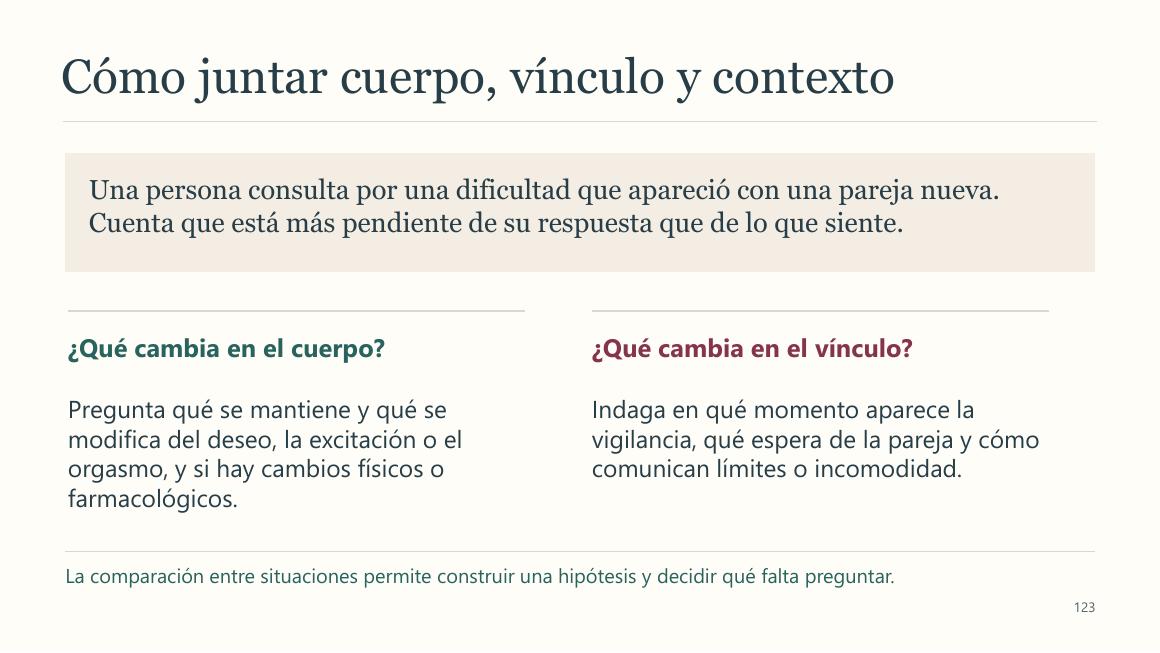 Cómo juntar cuerpo, vínculo y contexto
Una persona consulta por una dificultad que apareció con una pareja nueva.
Cuenta que está más pendiente de su respuesta que de lo que siente.
¿Qué cambia en el cuerpo?
Pregunta qué se mantiene y qué se
modifica del deseo, la excitación o el
orgasmo, y si hay cambios físicos o
farmacológicos.
¿Qué cambia en el vínculo?
Indaga en qué momento aparece la
vigilancia, qué espera de la pareja y cómo
comunican límites o incomodidad.
La comparación entre situaciones permite construir una hipótesis y decidir qué falta preguntar.
123